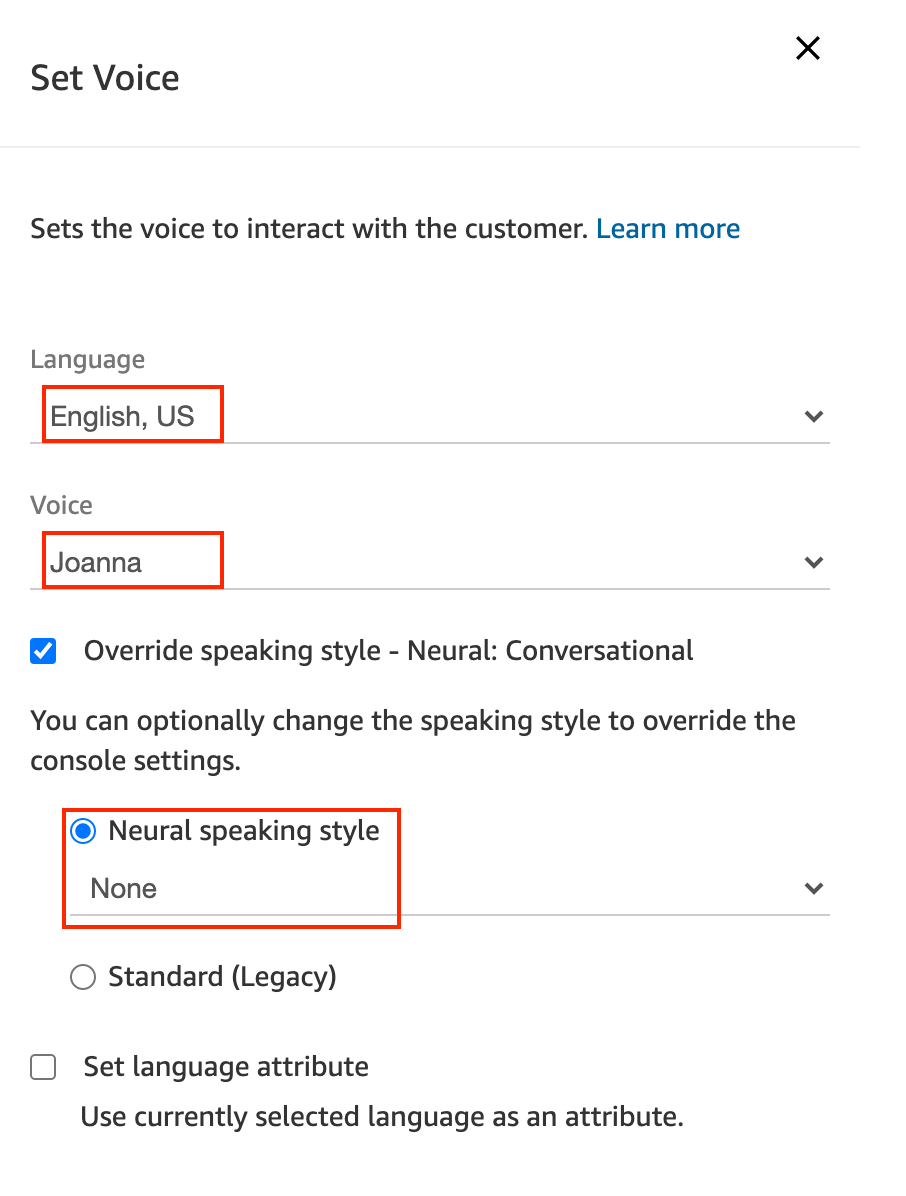 Set Voice
Sets the voice to interact with the customer. Learn more
Language
English, US
Voice
Joanna
Override speaking style - Neural: Conversational
You can optionally change the speaking style to override the
console settings.
Neural speaking style
None
Standard (Legacy)
Set language attribute
Use currently selected language as an attribute.